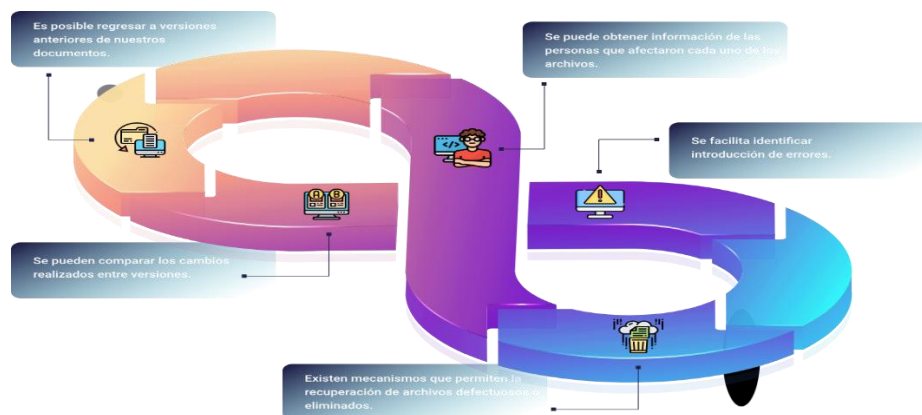 Es posible regresar a versiones
anteriores de nuestros
documentos.
Se puede obtener información de las
personas que afectaron cada uno de los
archivos.
Se facilita identificar
introducción de errores.
Se pueden comparar los cambios
realizados entre versiones.
Existen mecanismos que permiten la
recuperación de archivos defectuosos o
eliminados.
A B